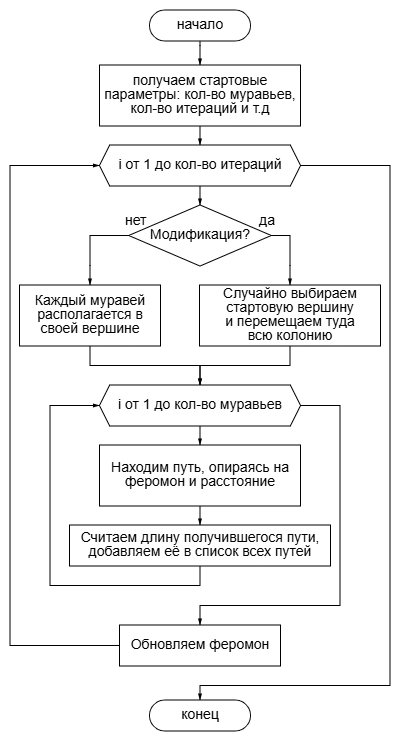 начало
получаем стартовые
параметры: кол-во муравьев,
кол-во итераций и т.д
i от 1 до кол-во итераций
нет
да
Модификация?
Каждый муравей
располагается в
своей вершине
Случайно выбираем
стартовую вершину
и перемещаем туда
всю колонию
i от 1 до кол-во муравьев
Находим путь, опираясь на
феромон и расстояние
Считаем длину получившегося пути,
добавляем её в список всех путей
Обновляем феромон
конец